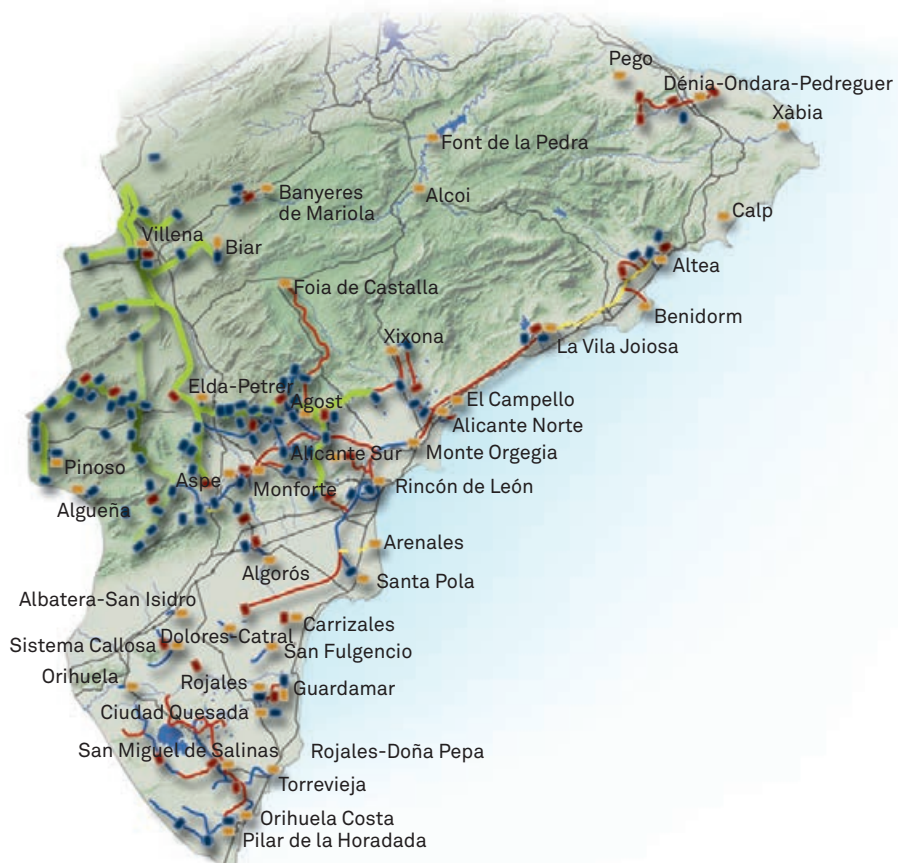 Pego
Dénia-Ondara-Pedreguer
Xàbia
Font de la Pedra
Banyeres
de Mariola
Alcoi
Calp
Villena
Biar
Altea
Foia de Castalla
Benidorm
Xixona
La Vila Joiosa
Elda-Petrer
Agost
El Campello
Alicante Norte
Alicante Sur
Monte Orgegia
Pinoso
Aspe
Monforte
Rincón de León
Algueña
Arenales
Algorós
Santa Pola
Albatera-San Isidro
Carrizales
Dolores-Catral
Sistema Callosa
San Fulgencio
Orihuela
Rojales
Guardamar
Ciudad Quesada
San Miguel de Salinas
Rojales-Doña Pepa
Torrevieja
Orihuela Costa
Pilar de la Horadada